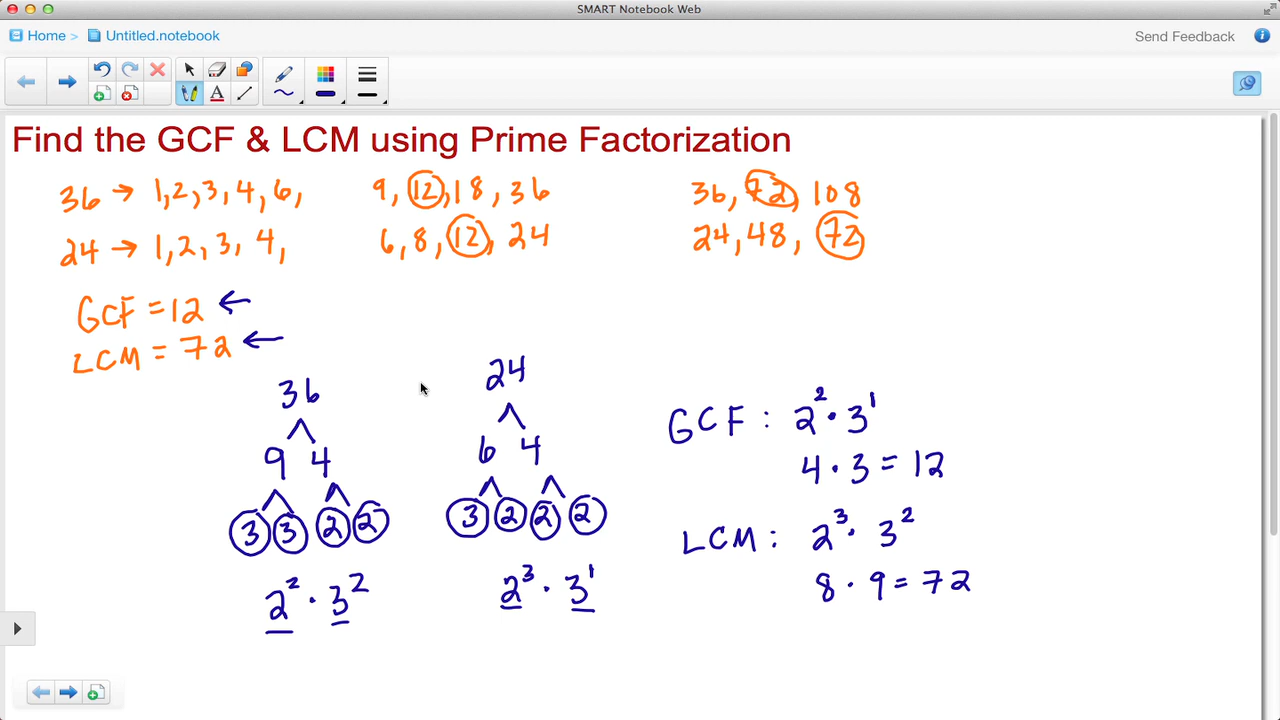 SMART Notebook Web
Home > Untitled.notebook
Send Feedback
Find the GCF & LCM using Prime Factorization
36 → 1, 2, 3, 4, 6, 9, 12, 18, 36
24 → 1, 2, 3, 4, 6, 8, 12, 24
36, 72, 108
24, 48, 72
GCF = 12 ←
LCM = 72 ←
36
9 4
3 3 2 2
2² · 3²
24
6 4
3 2 2 2
2³ · 3¹
GCF : 2² · 3¹
4 · 3 = 12
LCM : 2³ · 3²
8 · 9 = 72